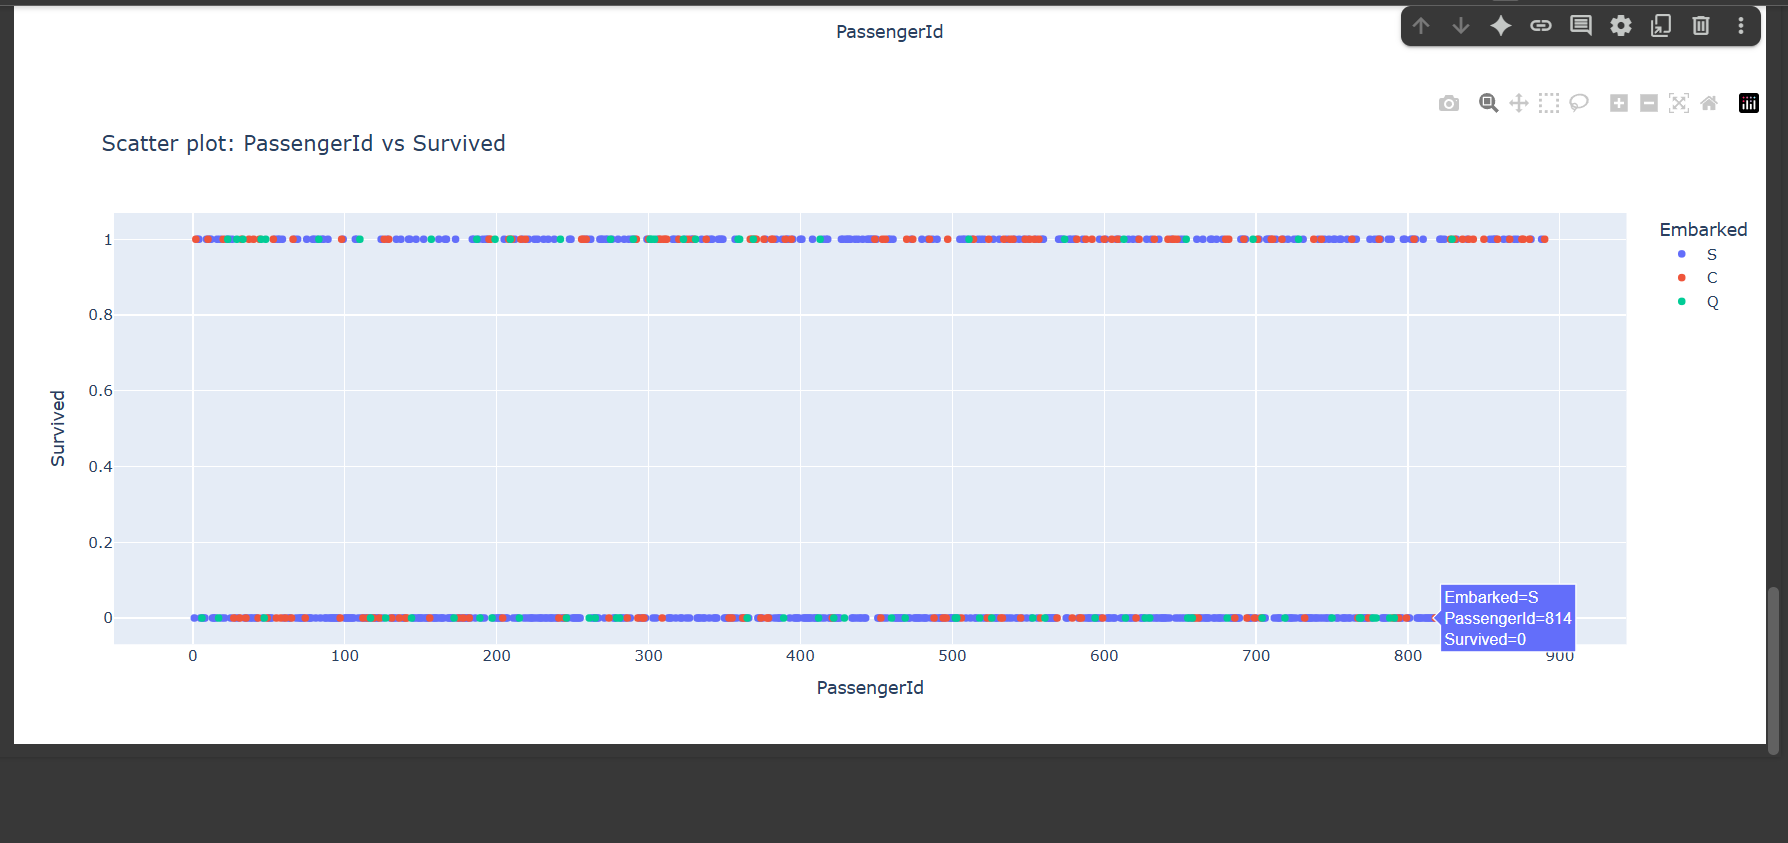 PassengerId
Scatter plot: PassengerId vs Survived
Embarked
S
C
Q
Survived
1
0.8
0.6
0.4
0.2
0
Embarked=S
PassengerId=814
Survived=0
0 100 200 300 400 500 600 700 800 900
PassengerId